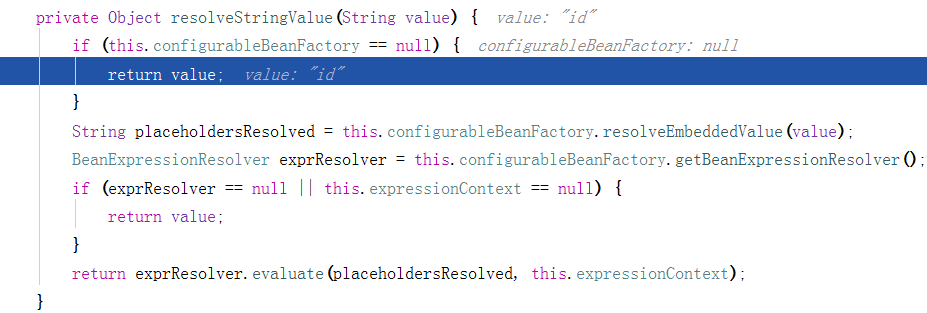 private Object resolveStringValue(String value) { value: "id"
if (this.configurableBeanFactory == null) { configurableBeanFactory: null
return value; value: "id"
}
String placeholdersResolved = this.configurableBeanFactory.resolveEmbeddedValue(value);
BeanExpressionResolver exprResolver = this.configurableBeanFactory.getBeanExpressionResolver();
if (exprResolver == null || this.expressionContext == null) {
return value;
}
return exprResolver.evaluate(placeholdersResolved, this.expressionContext);
}